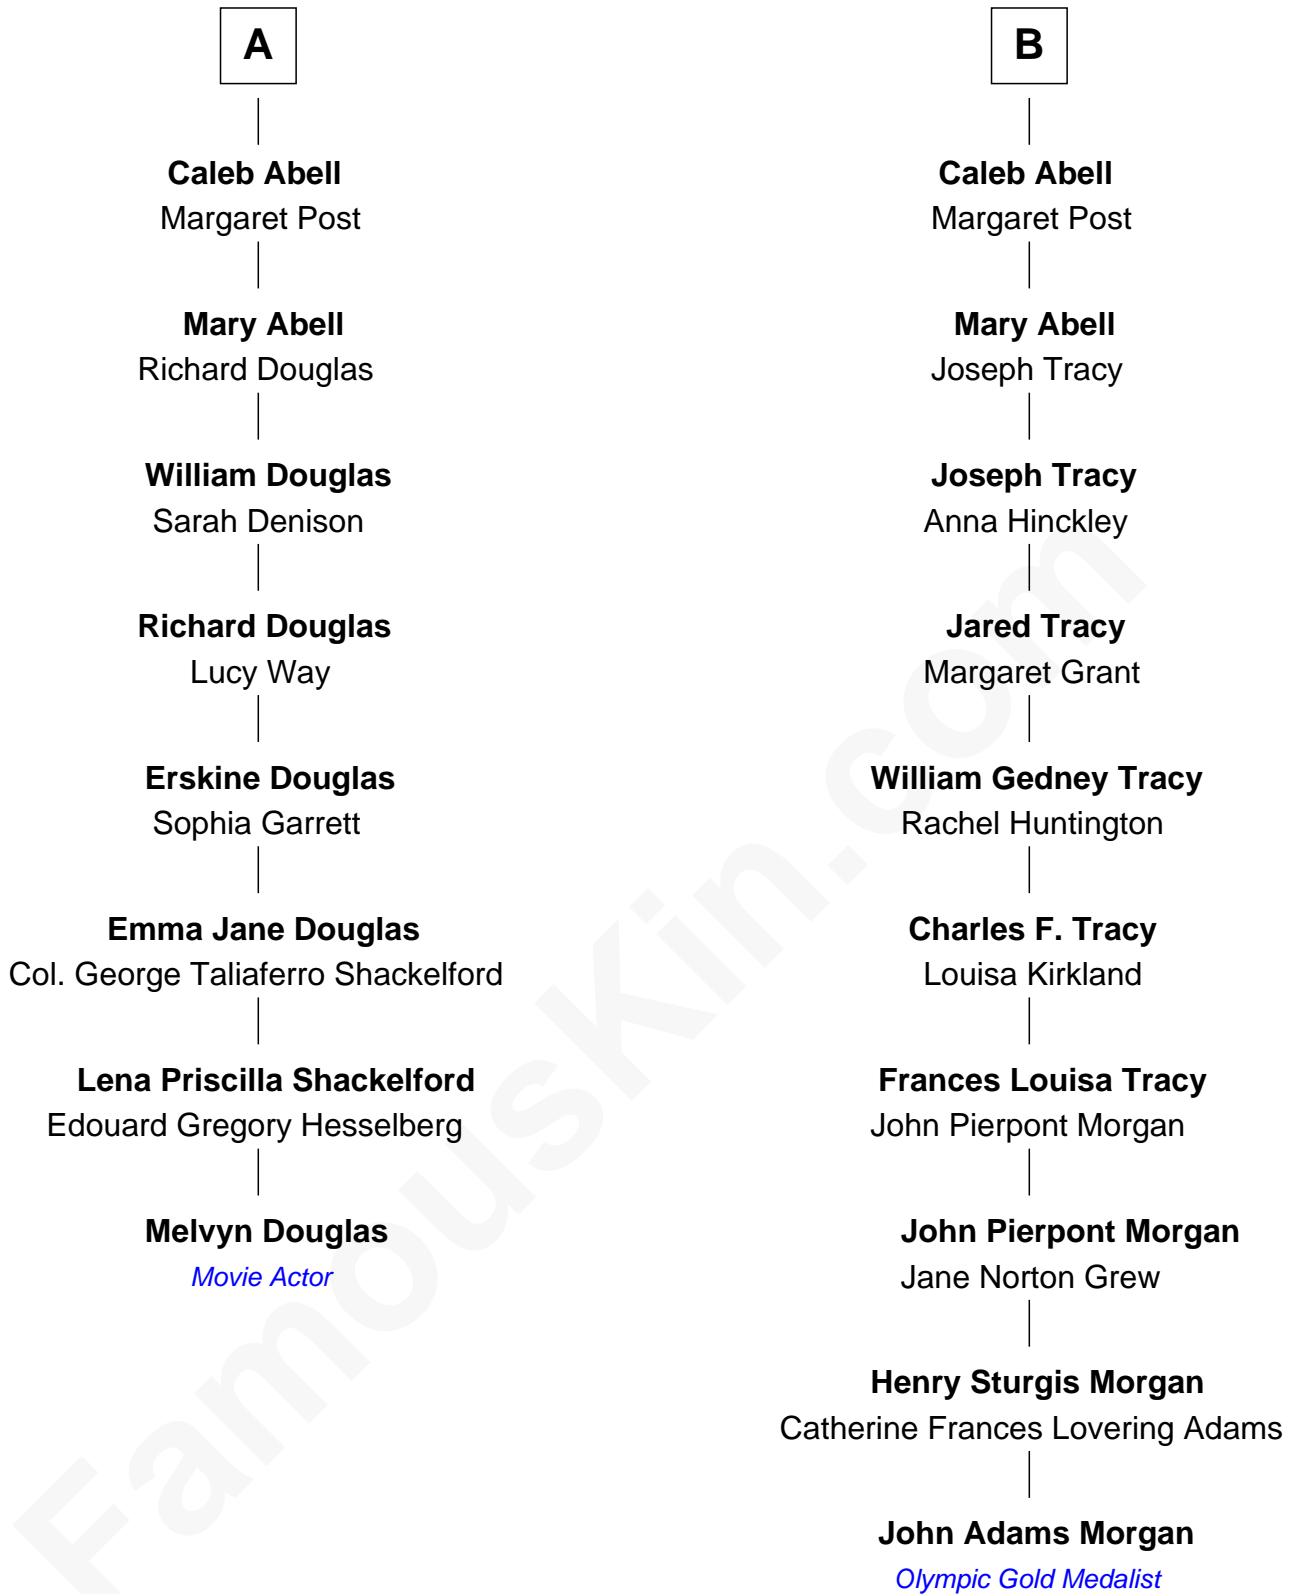 A
Caleb Abell
Margaret Post
Mary Abell
Richard Douglas
William Douglas
Sarah Denison
Richard Douglas
Lucy Way
Erskine Douglas
Sophia Garrett
Emma Jane Douglas
Col. George Taliaferro Shackelford
Lena Priscilla Shackelford
Edouard Gregory Hesselberg
Melvyn Douglas
Movie Actor
B
Caleb Abell
Margaret Post
Mary Abell
Joseph Tracy
Joseph Tracy
Anna Hinckley
Jared Tracy
Margaret Grant
William Gedney Tracy
Rachel Huntington
Charles F. Tracy
Louisa Kirkland
Frances Louisa Tracy
John Pierpont Morgan
John Pierpont Morgan
Jane Norton Grew
Henry Sturgis Morgan
Catherine Frances Lovering Adams
John Adams Morgan
Olympic Gold Medalist
FamousKin.com